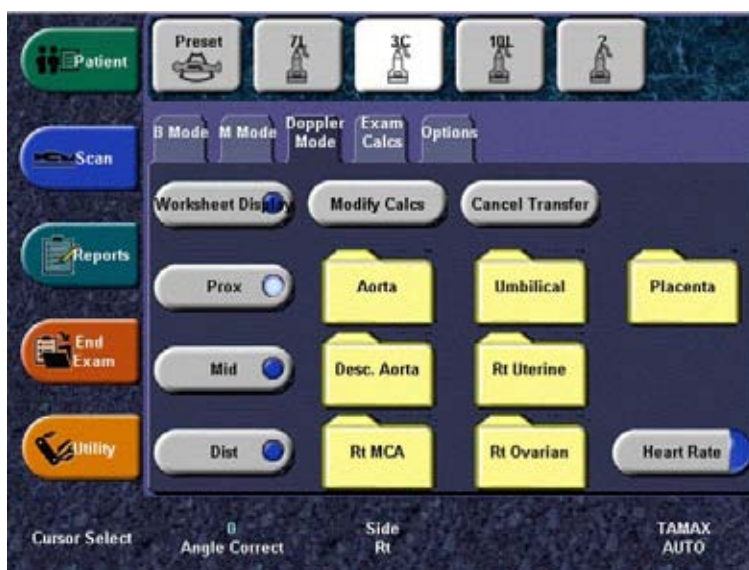 Patient
Preset
7L
3C
10L
?
B Mode
M Mode
Doppler
Mode
Exam
Calcs
Options
Scan
Worksheet Display
Modify Calcs
Cancel Transfer
Reports
Prox
Aorta
Umbilical
Placenta
End
Exam
Mid
Desc. Aorta
Rt Uterine
Utility
Dist
Rt MCA
Rt Ovarian
Heart Rate
Cursor Select
0
Angle Correct
Side
Rt
TAMAX
AUTO